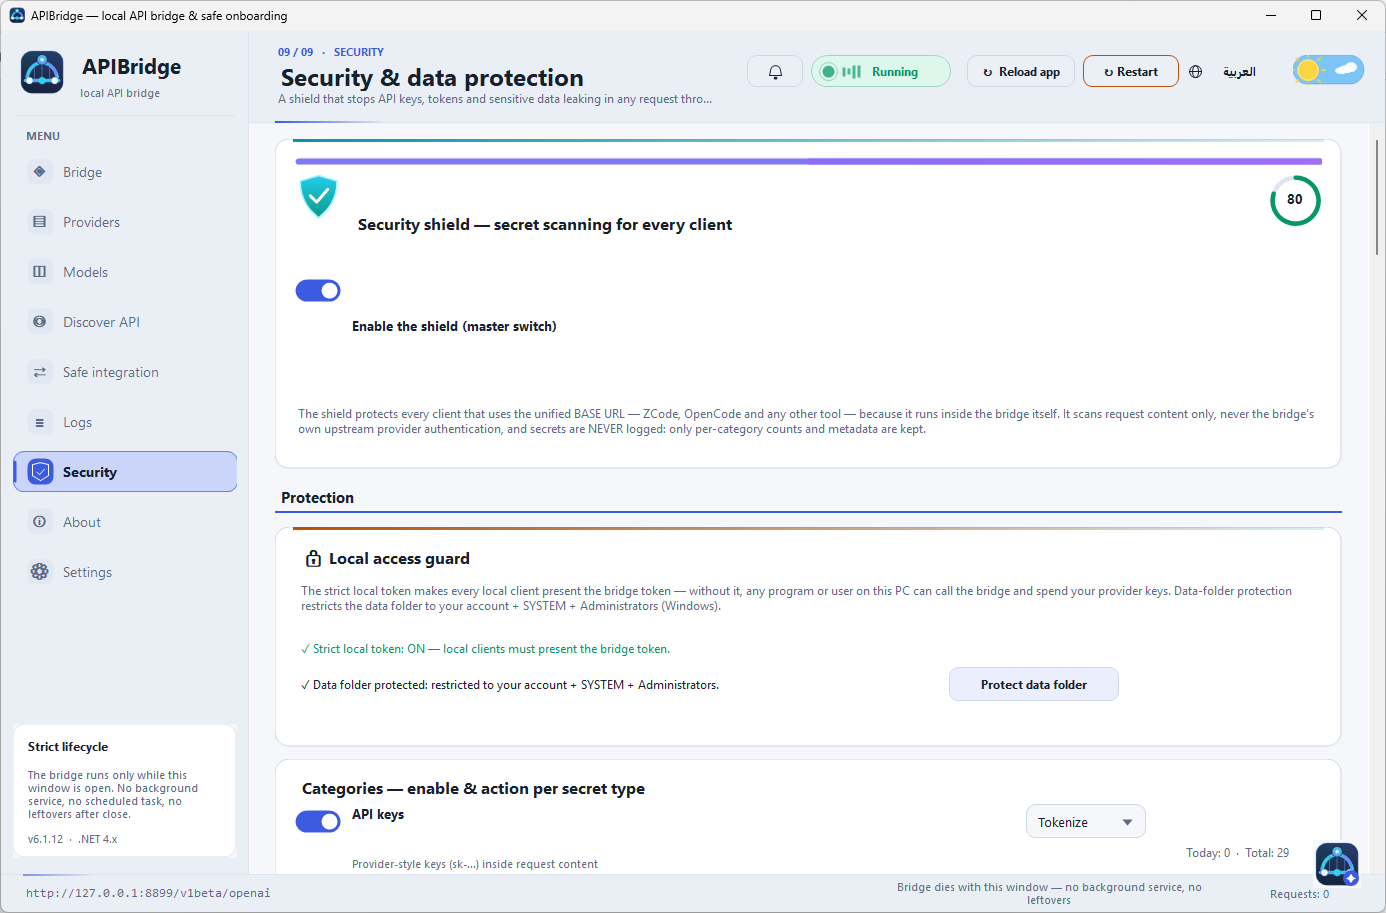 APIBridge — local API bridge & safe onboarding
APIBridge
local API bridge
MENU
Bridge
Providers
Models
Discover API
Safe integration
Logs
Security
About
Settings
Strict lifecycle
The bridge runs only while this
window is open. No background
service, no scheduled task, no
leftovers after close.
v6.1.12 · .NET 4.x
09 / 09 · SECURITY
Security & data protection
A shield that stops API keys, tokens and sensitive data leaking in any request thro...
Running
Reload app
Restart
العربية
80
Security shield — secret scanning for every client
Enable the shield (master switch)
The shield protects every client that uses the unified BASE URL — ZCode, OpenCode and any other tool — because it runs inside the bridge itself. It scans request content only, never the bridge's
own upstream provider authentication, and secrets are NEVER logged: only per-category counts and metadata are kept.
Protection
Local access guard
The strict local token makes every local client present the bridge token — without it, any program or user on this PC can call the bridge and spend your provider keys. Data-folder protection
restricts the data folder to your account + SYSTEM + Administrators (Windows).
✓ Strict local token: ON — local clients must present the bridge token.
✓ Data folder protected: restricted to your account + SYSTEM + Administrators.
Protect data folder
Categories — enable & action per secret type
API keys
Tokenize
Today: 0 · Total: 29
Provider-style keys (sk-...) inside request content
http://127.0.0.1:8899/v1beta/openai
Bridge dies with this window — no background service, no
leftovers
Requests: 0